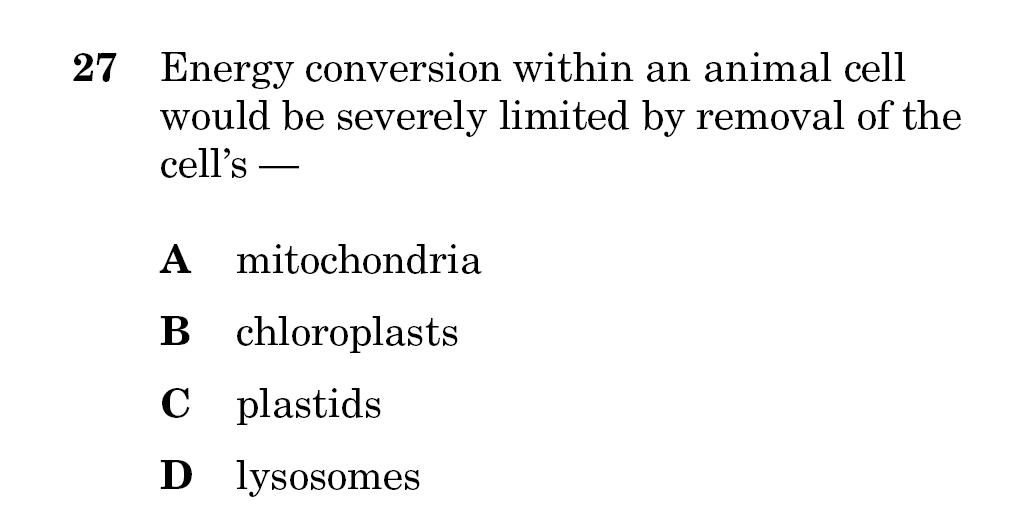 27 Energy conversion within an animal cell
would be severely limited by removal of the
cell's —
A mitochondria
B chloroplasts
C plastids
D lysosomes